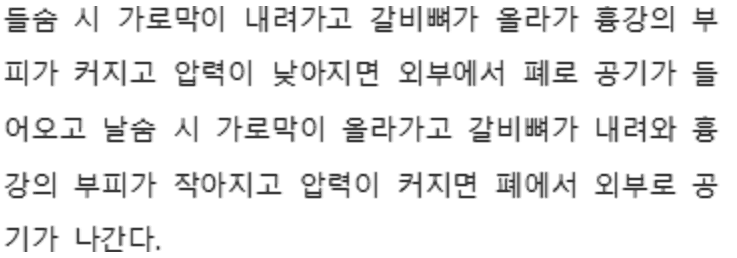 들숨 시 가로막이 내려가고 갈비뼈가 올라가 흉강의 부
피가 커지고 압력이 낮아지면 외부에서 폐로 공기가 들
어오고 날숨 시 가로막이 올라가고 갈비뼈가 내려와 흉
강의 부피가 작아지고 압력이 커지면 폐에서 외부로 공
기가 나간다.